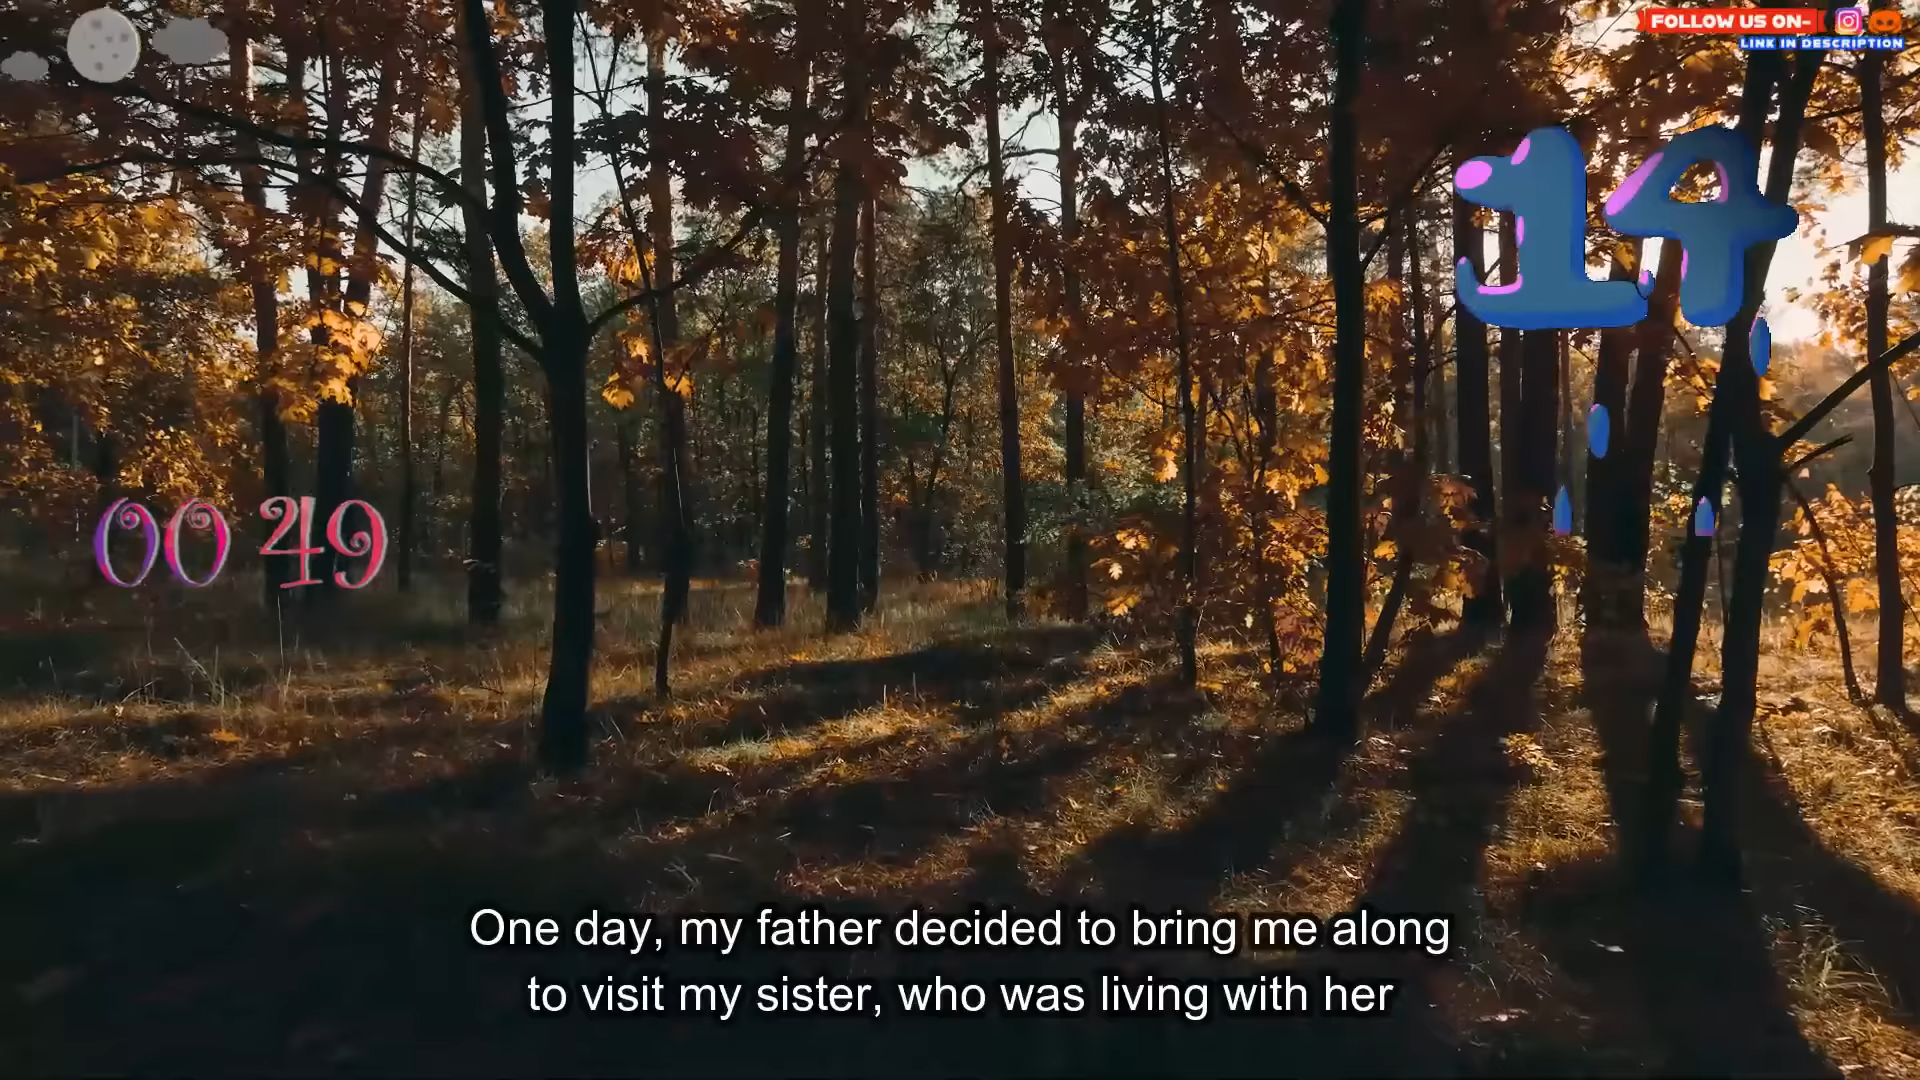 FOLLOW US ON-
LINK IN DESCRIPTION
14
00 49
One day, my father decided to bring me along
to visit my sister, who was living with her